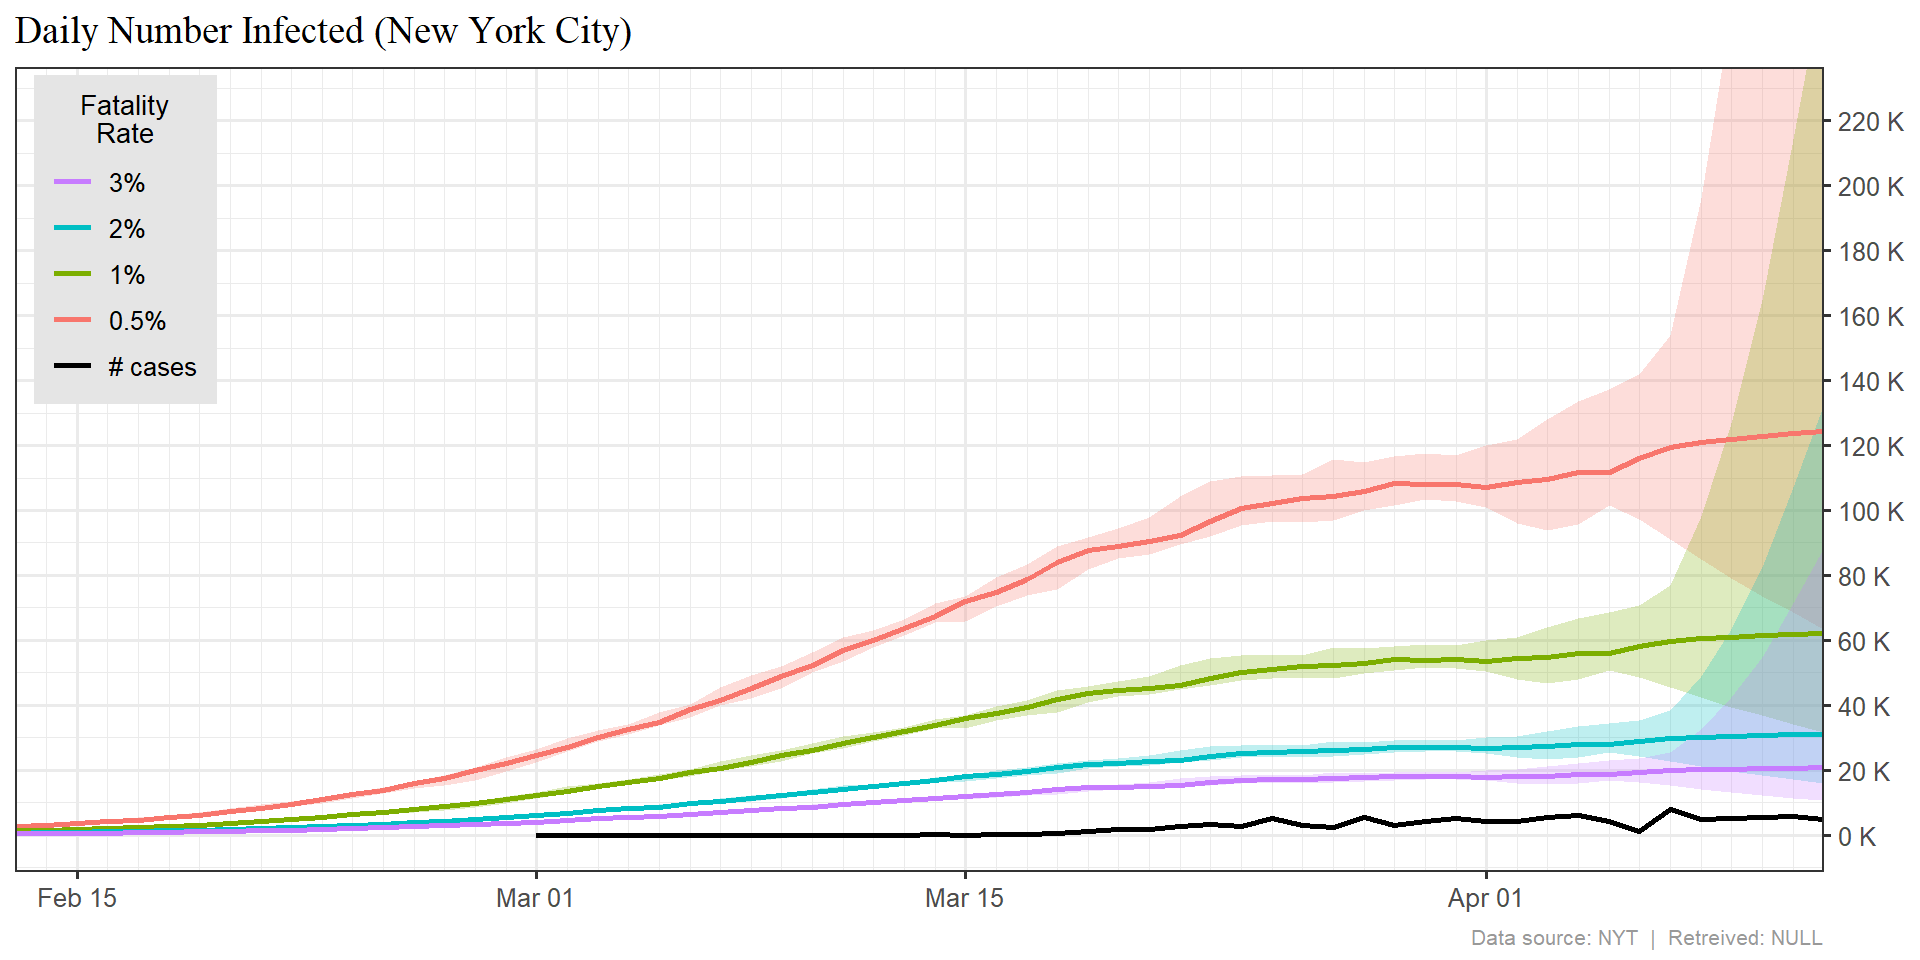 Daily Number Infected (New York City)
Fatality
Rate
3%
2%
1%
0.5%
# cases
220 K
200 K
180 K
160 K
140 K
120 K
100 K
80 K
60 K
40 K
20 K
0 K
Feb 15
Mar 01
Mar 15
Apr 01
Data source: NYT | Retreived: NULL